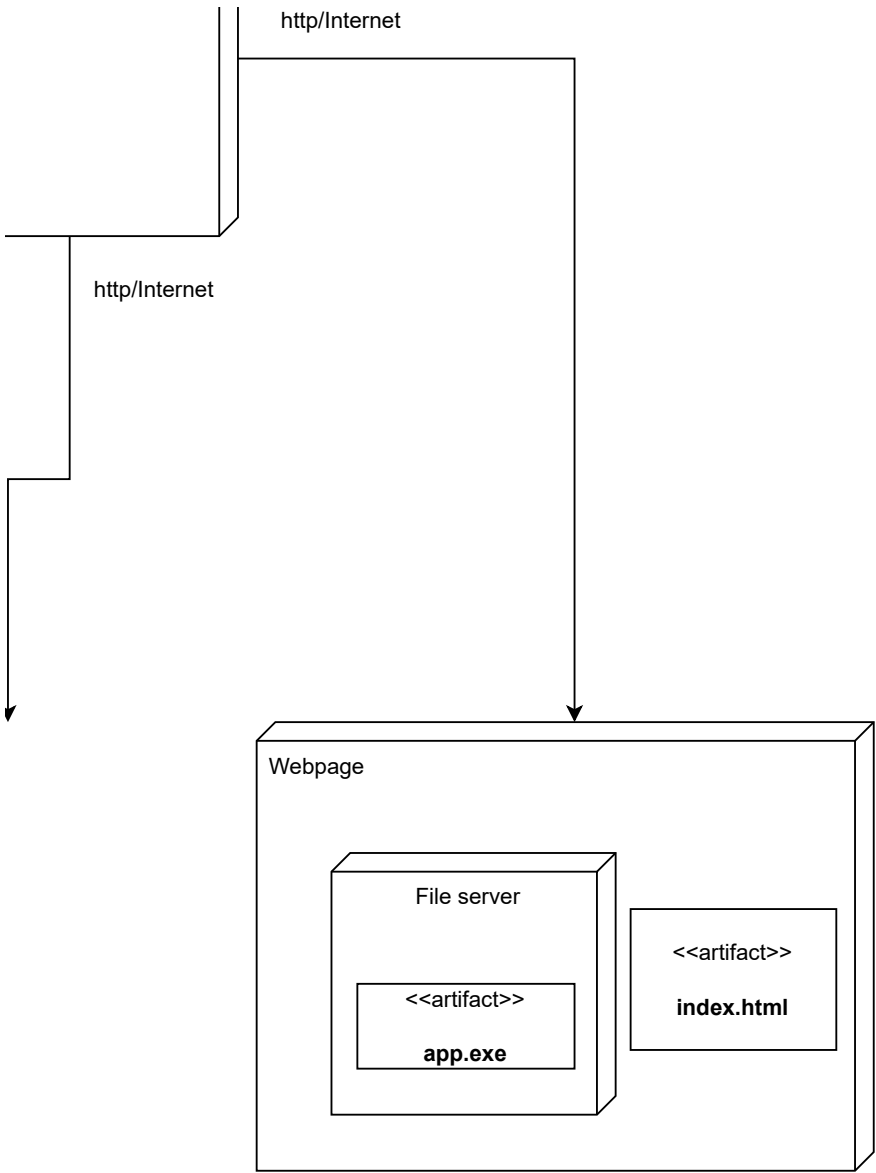 http/Internet
http/Internet
Webpage
File server
<<artifact>>
app.exe
<<artifact>>
index.html